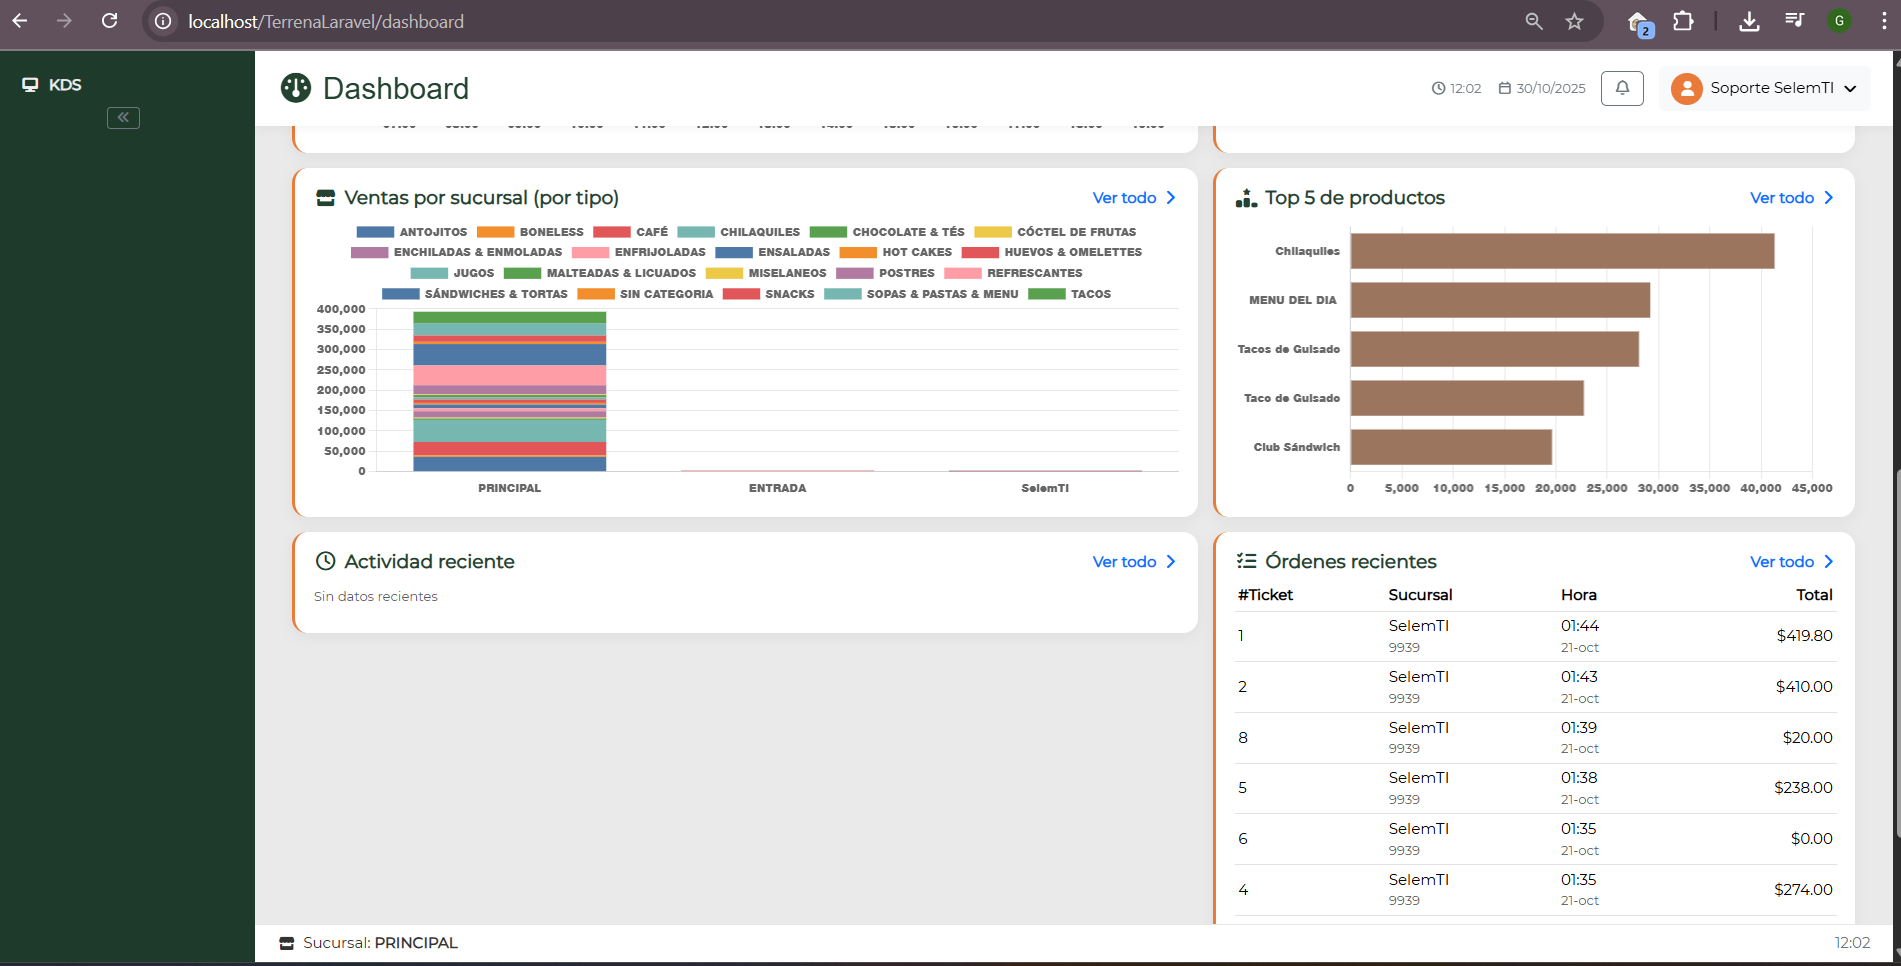 localhost/TerrenaLaravel/dashboard
2
G
KDS
Dashboard
12:02 30/10/2025 Soporte SelemTI
Ventas por sucursal (por tipo) Ver todo
ANTOJITOS BONELESS CAFÉ CHILAQUILES CHOCOLATE & TÉS CÓCTEL DE FRUTAS
ENCHILADAS & ENMOLADAS ENFRIJOLADAS ENSALADAS HOT CAKES HUEVOS & OMELETTES
JUGOS MALTEADAS & LICUADOS MISELANEOS POSTRES REFRESCANTES
SÁNDWICHES & TORTAS SIN CATEGORIA SNACKS SOPAS & PASTAS & MENU TACOS
400,000
350,000
300,000
250,000
200,000
150,000
100,000
50,000
0
PRINCIPAL ENTRADA SelemTI
Top 5 de productos Ver todo
Chilaquiles
MENU DEL DIA
Tacos de Guisado
Taco de Guisado
Club Sándwich
0 5,000 10,000 15,000 20,000 25,000 30,000 35,000 40,000 45,000
Actividad reciente Ver todo
Sin datos recientes
Órdenes recientes Ver todo
#Ticket Sucursal Hora Total
1 SelemTI 01:44 $419.80
9939 21-oct
2 SelemTI 01:43 $410.00
9939 21-oct
8 SelemTI 01:39 $20.00
9939 21-oct
5 SelemTI 01:38 $238.00
9939 21-oct
6 SelemTI 01:35 $0.00
9939 21-oct
4 SelemTI 01:35 $274.00
9939 21-oct
Sucursal: PRINCIPAL 12:02